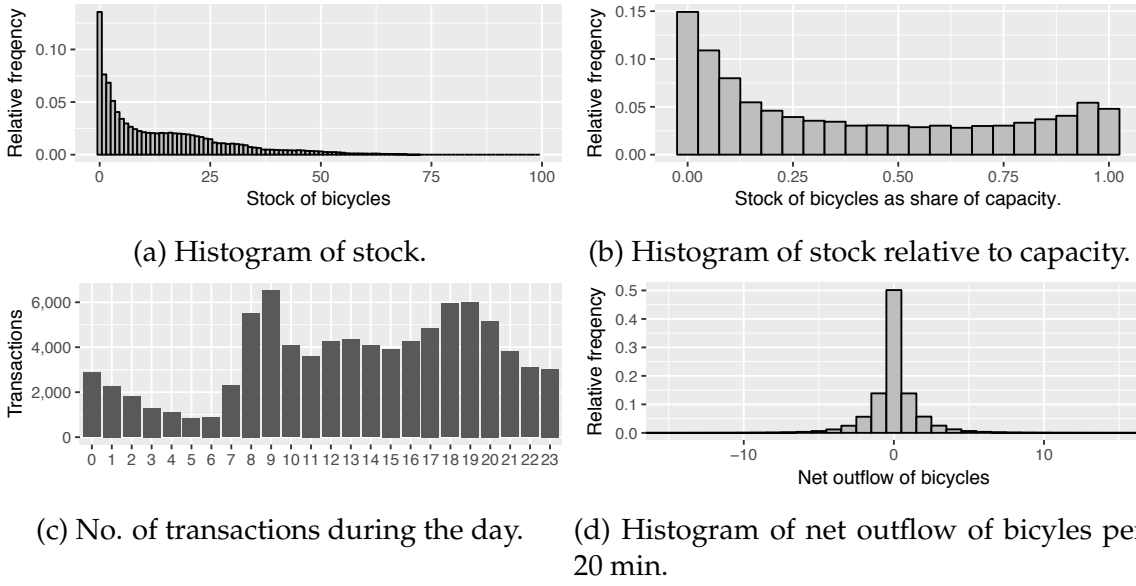 Relative freqency
0.15
0.10
0.05
0.00
0.10
0.05
0.00
0
25
50
75
100
Stock of bicycles
Relative freqency
0.00
0.25
0.50
0.75
1.00
Stock of bicycles as share of capacity.
(a) Histogram of stock.
(b) Histogram of stock relative to capacity.
Transactions
6,000
4,000
2,000
0
0 1 2 3 4 5 6 7 8 9 10 11 12 13 14 15 16 17 18 19 20 21 22 23
Relative freqency
0.5
0.4
0.3
0.2
0.1
0.0
−10
0
10
Net outflow of bicycles
(c) No. of transactions during the day.
(d) Histogram of net outflow of bicyles per
20 min.